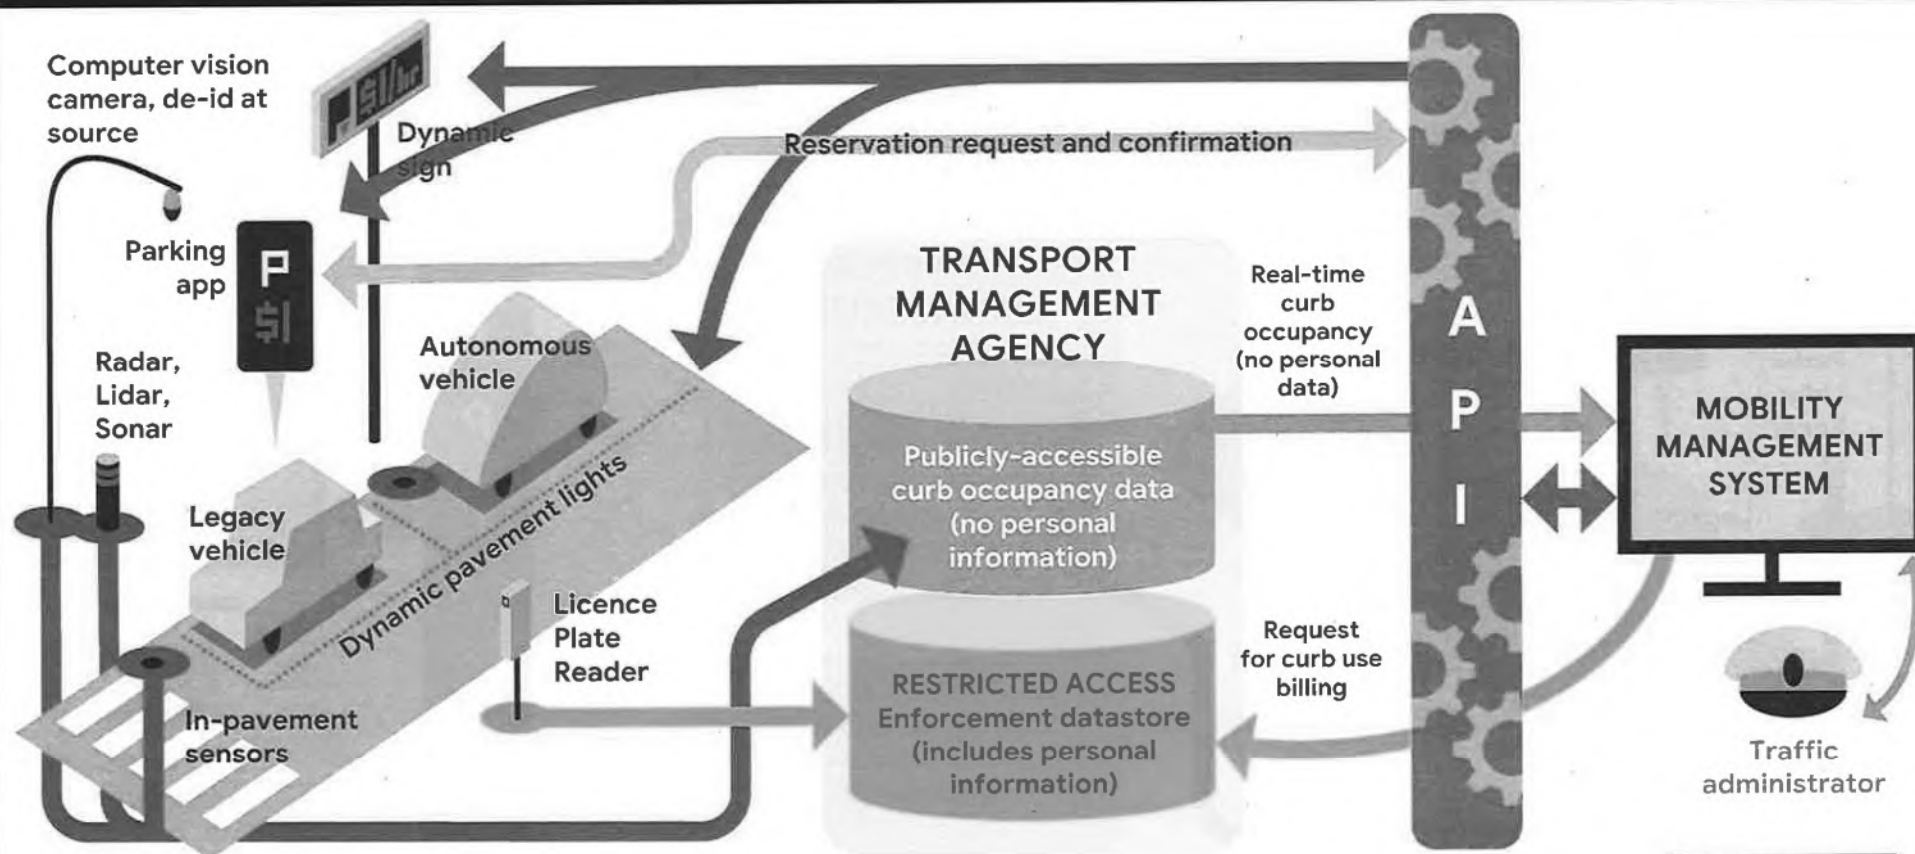 Computer vision
camera, de-id at
source
P $1/hr
Dynamic
sign
Reservation request and confirmation
Parking
app
P
$1
Radar,
Lidar,
Sonar
Autonomous
vehicle
Legacy
vehicle
Dynamic pavement lights
Licence
Plate
Reader
In-pavement
sensors
TRANSPORT
MANAGEMENT
AGENCY
Publicly-accessible
curb occupancy data
(no personal
information)
RESTRICTED ACCESS
Enforcement datastore
(includes personal
information)
Real-time
curb
occupancy
(no personal
data)
Request
for curb use
billing
A
P
I
MOBILITY
MANAGEMENT
SYSTEM
Traffic
administrator